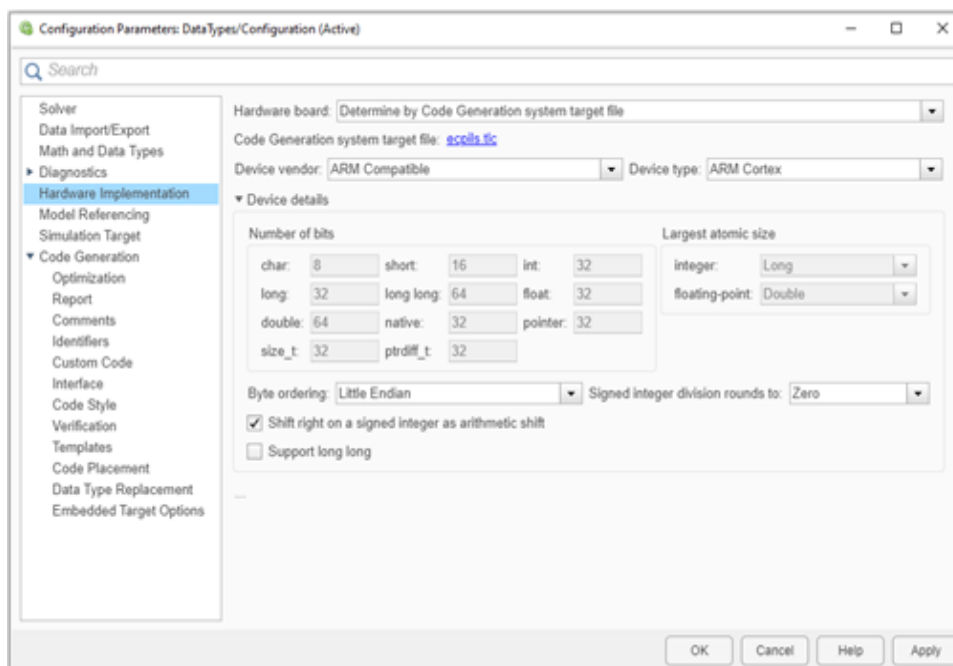 Configuration Parameters: DataTypes/Configuration (Active)
Search
Solver
Data Import/Export
Math and Data Types
Diagnostics
Hardware Implementation
Model Referencing
Simulation Target
Code Generation
Optimization
Report
Comments
Identifiers
Custom Code
Interface
Code Style
Verification
Templates
Code Placement
Data Type Replacement
Embedded Target Options
Hardware board: Determine by Code Generation system target file
Code Generation system target file: ecpils.tlc
Device vendor: ARM Compatible Device type: ARM Cortex
Device details
Number of bits
char: 8 short: 16 int: 32
long: 32 long long: 64 float: 32
double: 64 native: 32 pointer: 32
size_t: 32 ptrdiff_t: 32
Largest atomic size
integer: Long
floating-point: Double
Byte ordering: Little Endian Signed integer division rounds to: Zero
Shift right on a signed integer as arithmetic shift
Support long long
...
OK Cancel Help Apply